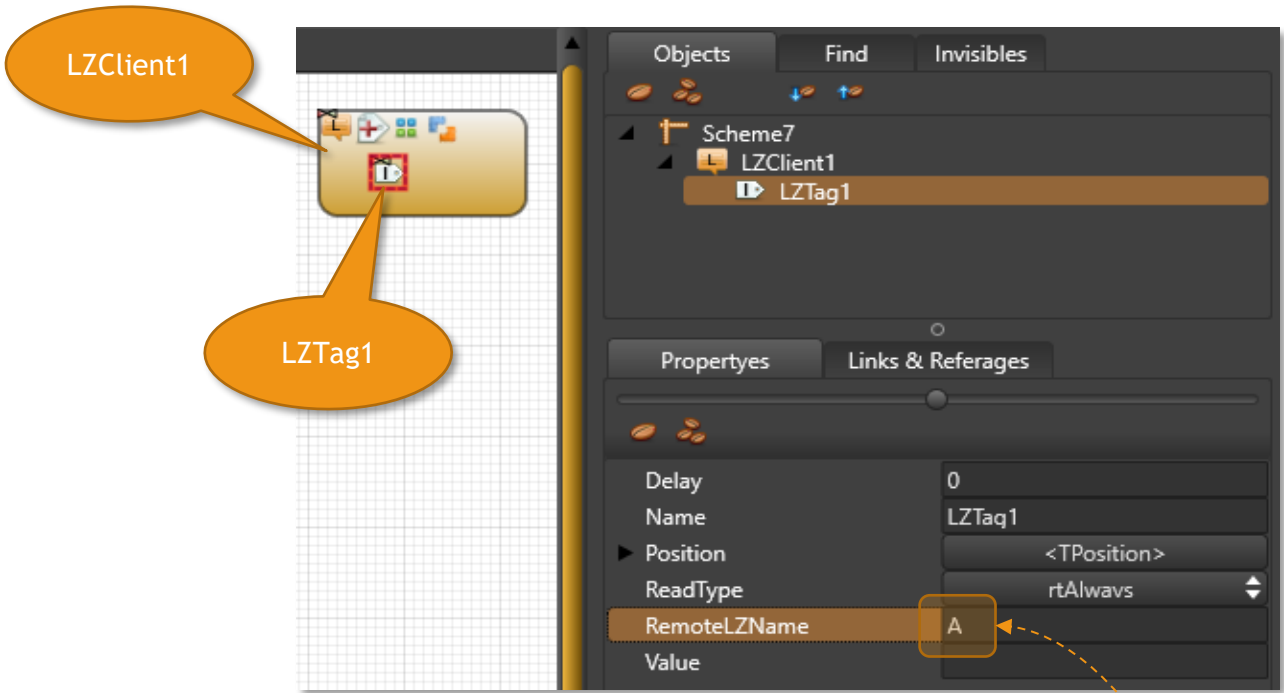 LZClient1
LZTag1
Objects Find Invisibles
Scheme7
L LZClient1
I LZTag1
Propertyes Links & Referages
Delay 0
Name LZTag1
Position <TPosition>
ReadType rtAlways
RemoteLZName A
Value